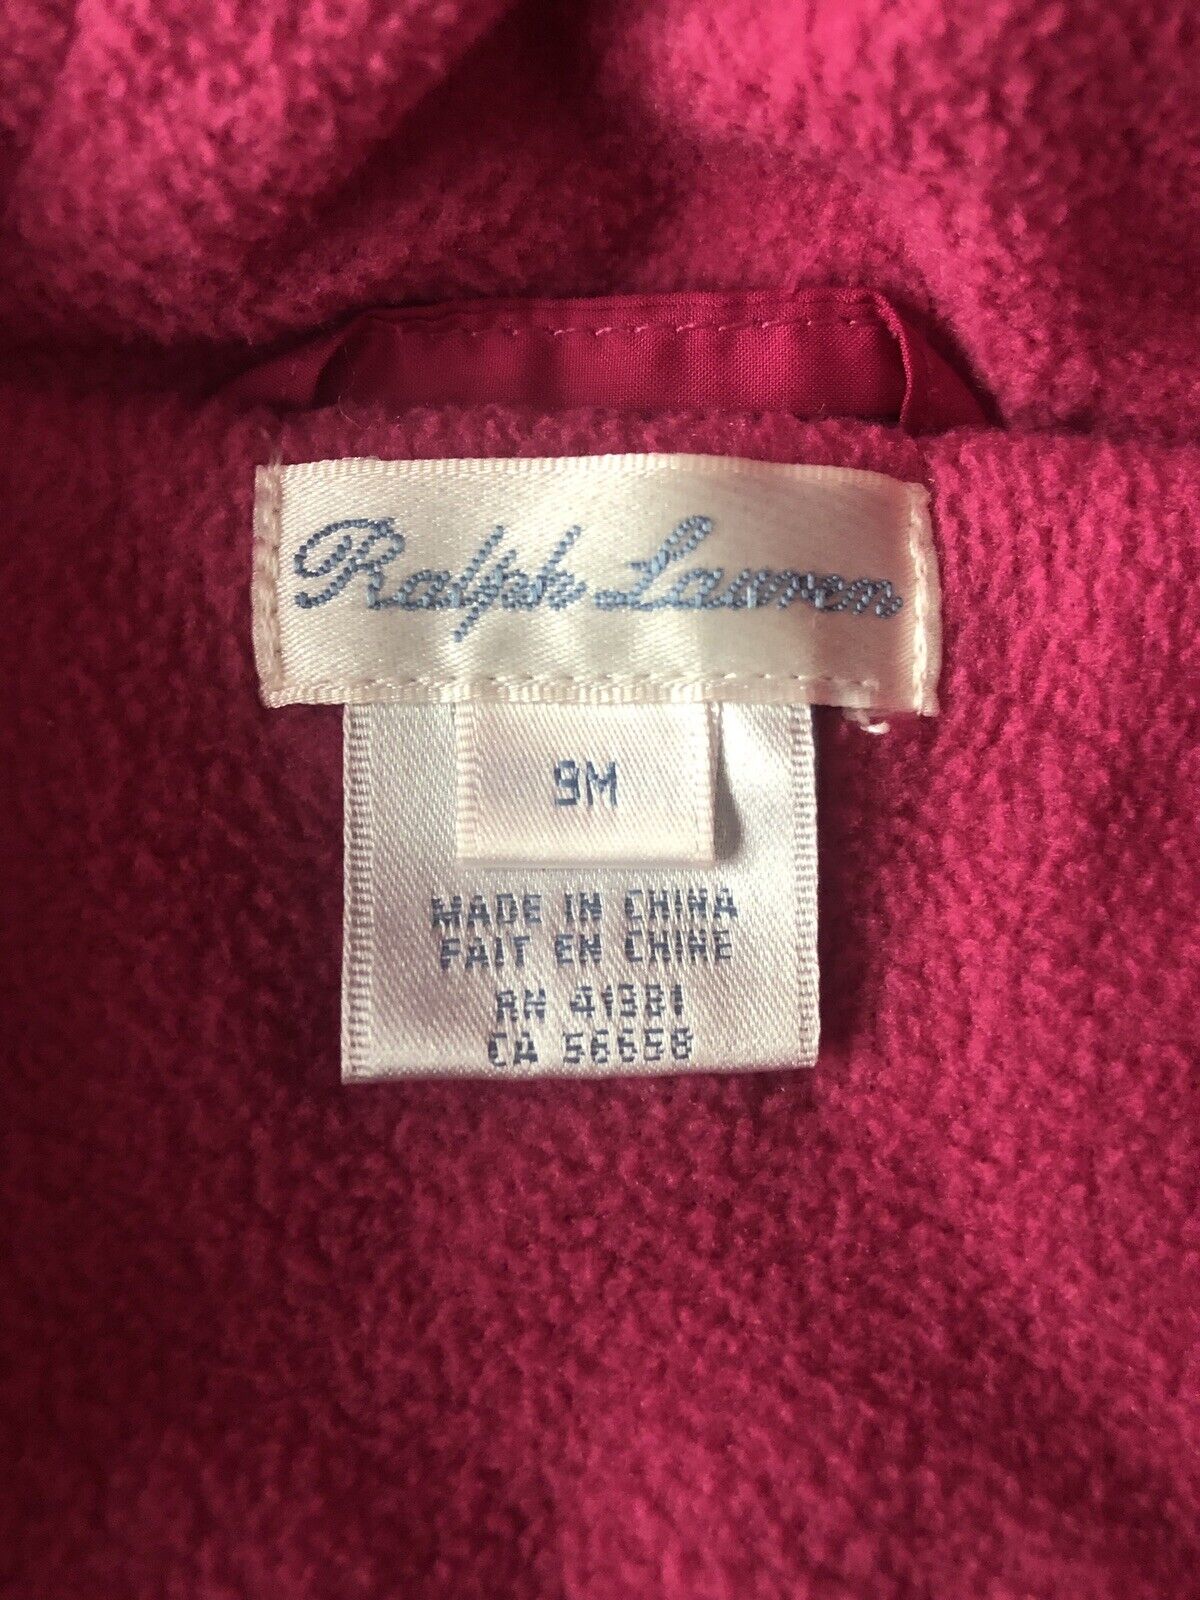 Ralph Lauren
9M
MADE IN CHINA
FAIT EN CHINE
RN 41381
CA 56658